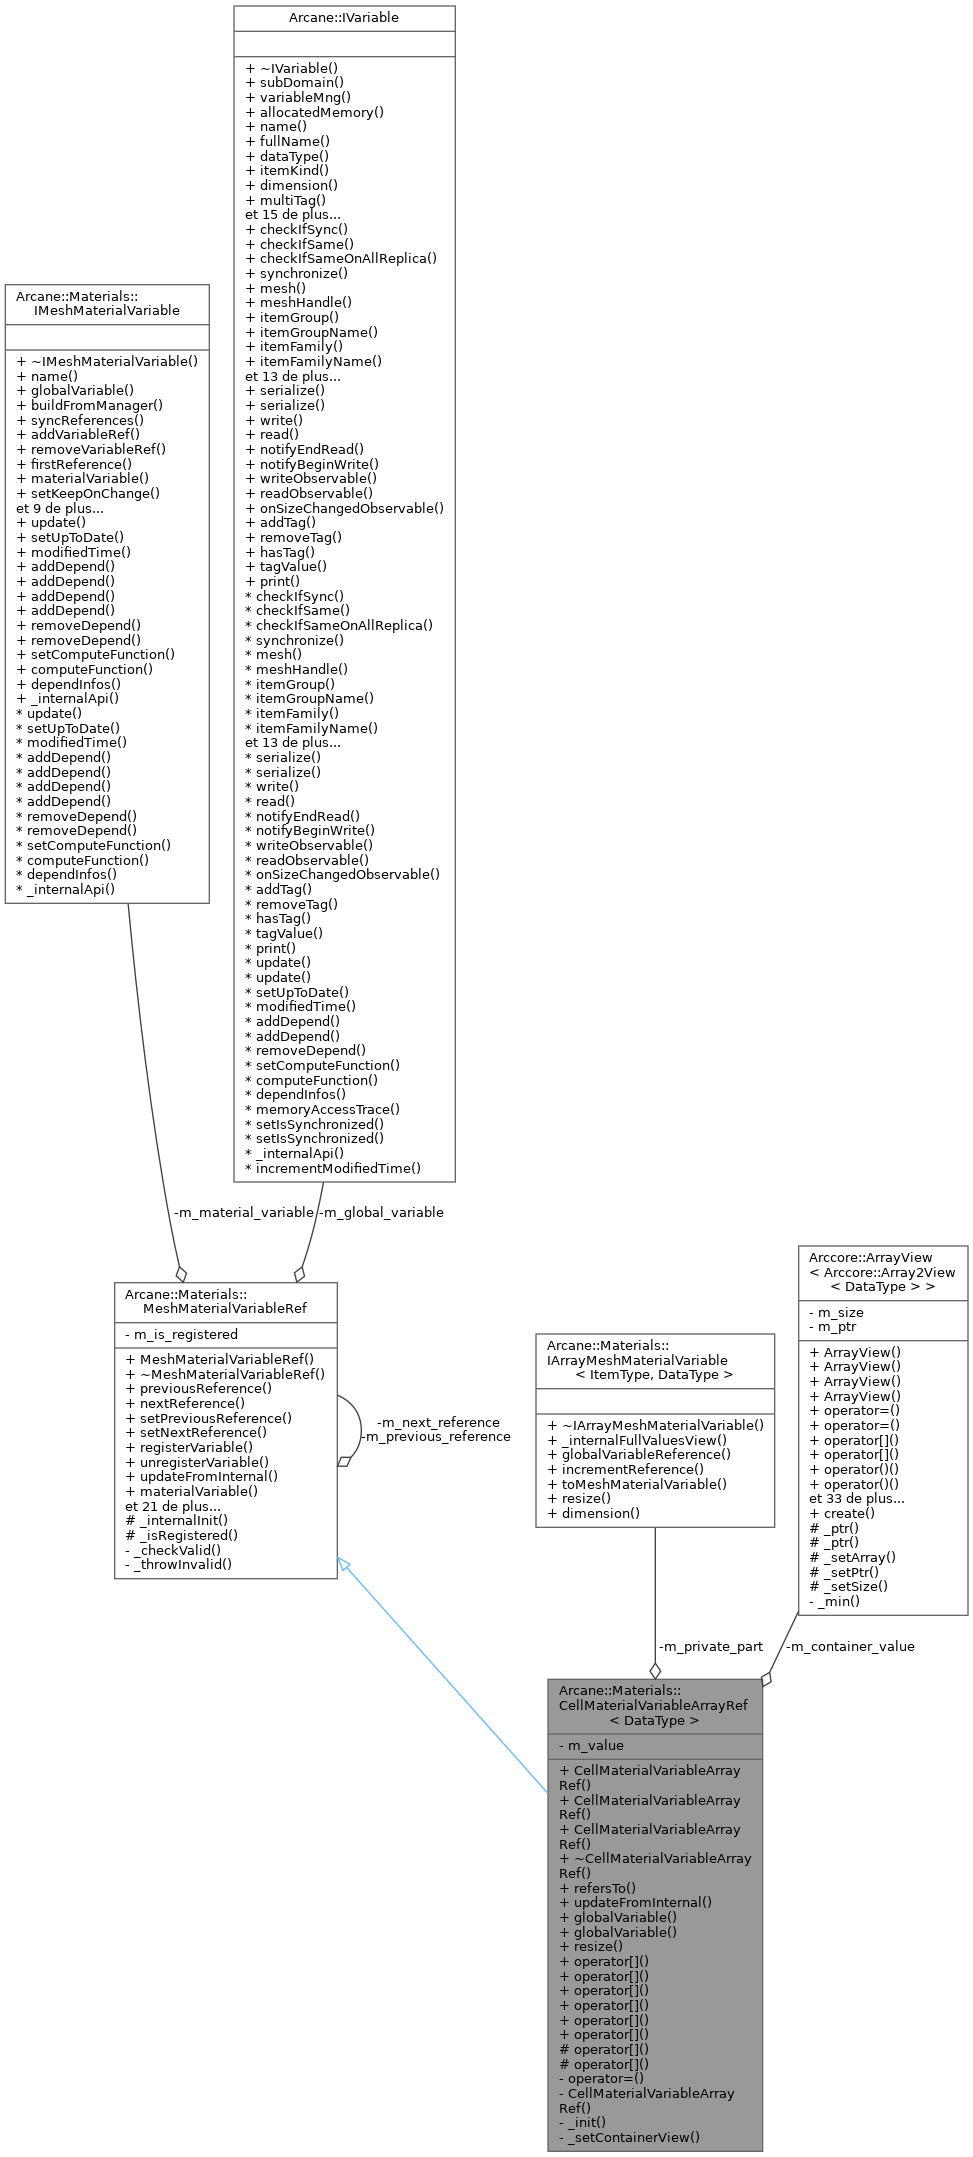 Arcane::IVariable
+ ~IVariable()
+ subDomain()
+ variableMng()
+ allocatedMemory()
+ name()
+ fullName()
+ dataType()
+ itemKind()
+ dimension()
+ multiTag()
et 15 de plus...
+ checkIfSync()
+ checkIfSame()
+ checkIfSameOnAllReplica()
+ synchronize()
+ mesh()
+ meshHandle()
+ itemGroup()
+ itemGroupName()
+ itemFamily()
+ itemFamilyName()
et 13 de plus...
+ serialize()
+ serialize()
+ write()
+ read()
+ notifyEndRead()
+ notifyBeginWrite()
+ writeObservable()
+ readObservable()
+ onSizeChangedObservable()
+ addTag()
+ removeTag()
+ hasTag()
+ tagValue()
+ print()
* checkIfSync()
* checkIfSame()
* checkIfSameOnAllReplica()
* synchronize()
* mesh()
* meshHandle()
* itemGroup()
* itemGroupName()
* itemFamily()
* itemFamilyName()
et 13 de plus...
* serialize()
* serialize()
* write()
* read()
* notifyEndRead()
* notifyBeginWrite()
* writeObservable()
* readObservable()
* onSizeChangedObservable()
* addTag()
* removeTag()
* hasTag()
* tagValue()
* print()
* update()
* update()
* setUpToDate()
* modifiedTime()
* addDepend()
* addDepend()
* removeDepend()
* setComputeFunction()
* computeFunction()
* dependInfos()
* memoryAccessTrace()
* setIsSynchronized()
* setIsSynchronized()
* _internalApi()
* incrementModifiedTime()
Arcane::Materials::
IMeshMaterialVariable
+ ~IMeshMaterialVariable()
+ name()
+ globalVariable()
+ buildFromManager()
+ syncReferences()
+ addVariableRef()
+ removeVariableRef()
+ firstReference()
+ materialVariable()
+ setKeepOnChange()
et 9 de plus...
+ update()
+ setUpToDate()
+ modifiedTime()
+ addDepend()
+ addDepend()
+ addDepend()
+ addDepend()
+ removeDepend()
+ removeDepend()
+ setComputeFunction()
+ computeFunction()
+ dependInfos()
+ _internalApi()
* update()
* setUpToDate()
* modifiedTime()
* addDepend()
* addDepend()
* addDepend()
* addDepend()
* removeDepend()
* removeDepend()
* setComputeFunction()
* computeFunction()
* dependInfos()
* _internalApi()
-m_material_variable
-m_global_variable
Arcane::Materials::
MeshMaterialVariableRef
- m_is_registered
+ MeshMaterialVariableRef()
+ ~MeshMaterialVariableRef()
+ previousReference()
+ nextReference()
+ setPreviousReference()
+ setNextReference()
+ registerVariable()
+ unregisterVariable()
+ updateFromInternal()
+ materialVariable()
et 21 de plus...
# _internalInit()
# _isRegistered()
- _checkValid()
- _throwInvalid()
-m_next_reference
-m_previous_reference
Arcane::Materials::
IArrayMeshMaterialVariable
< ItemType, DataType >
+ ~IArrayMeshMaterialVariable()
+ _internalFullValuesView()
+ globalVariableReference()
+ incrementReference()
+ toMeshMaterialVariable()
+ resize()
+ dimension()
Arccore::ArrayView
< Arccore::Array2View
< DataType > >
- m_size
- m_ptr
+ ArrayView()
+ ArrayView()
+ ArrayView()
+ ArrayView()
+ operator=()
+ operator=()
+ operator[]()
+ operator[]()
+ operator()()
+ operator()()
et 33 de plus...
+ create()
# _ptr()
# _ptr()
# _setArray()
# _setPtr()
# _setSize()
- _min()
-m_private_part
-m_container_value
Arcane::Materials::
CellMaterialVariableArrayRef
< DataType >
- m_value
+ CellMaterialVariableArray
Ref()
+ CellMaterialVariableArray
Ref()
+ CellMaterialVariableArray
Ref()
+ ~CellMaterialVariableArray
Ref()
+ refersTo()
+ updateFromInternal()
+ globalVariable()
+ globalVariable()
+ resize()
+ operator[]()
+ operator[]()
+ operator[]()
+ operator[]()
+ operator[]()
+ operator[]()
# operator[]()
# operator[]()
- operator=()
- CellMaterialVariableArray
Ref()
- _init()
- _setContainerView()